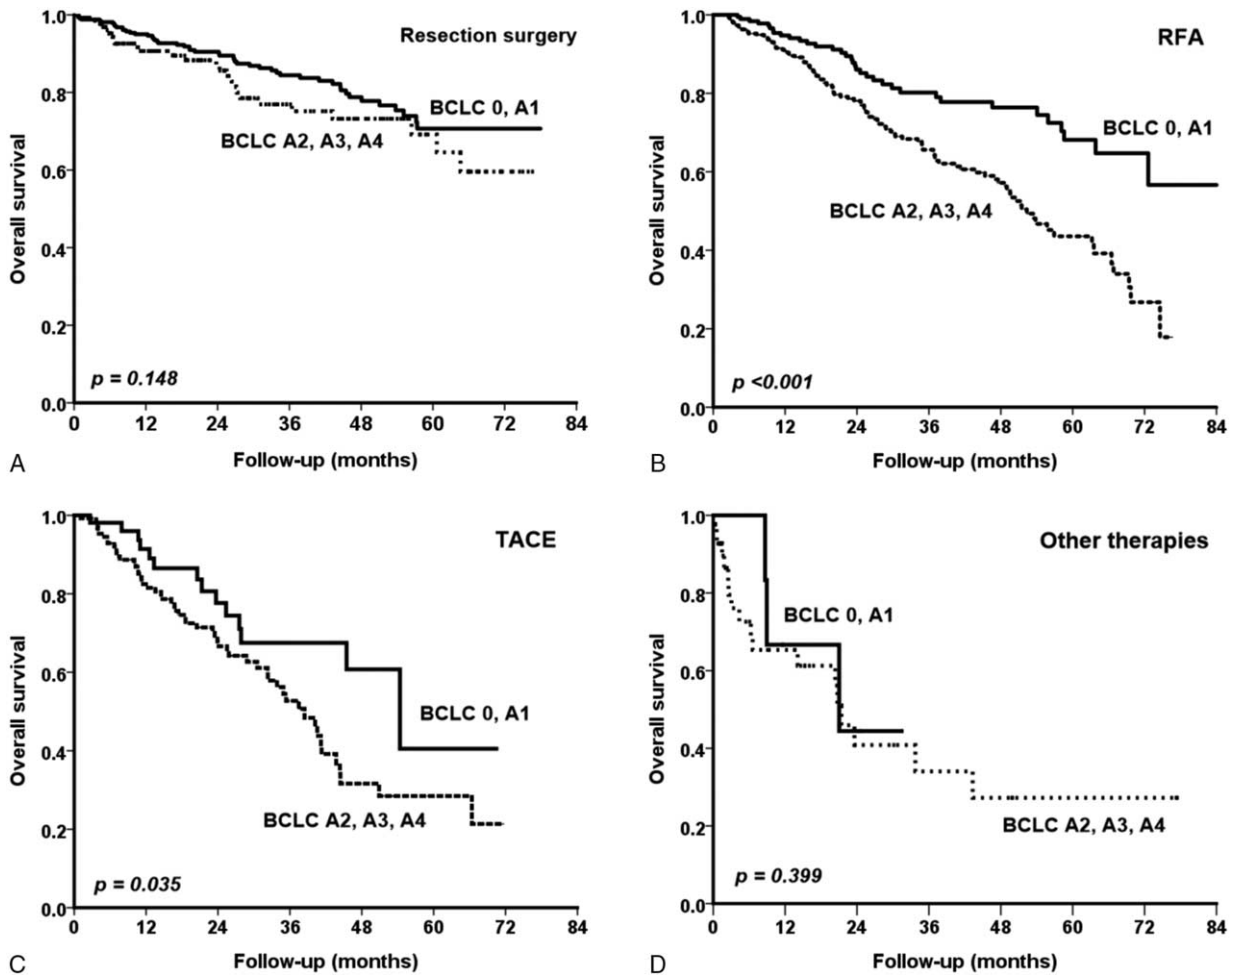 1.0
0.8
0.6
0.4
0.2
0.0
Overall survival
Resection surgery
BCLC 0, A1
BCLC A2, A3, A4
p = 0.148
0 12 24 36 48 60 72 84
Follow-up (months)
A
1.0
0.8
0.6
0.4
0.2
0.0
Overall survival
RFA
BCLC 0, A1
BCLC A2, A3, A4
p <0.001
0 12 24 36 48 60 72 84
Follow-up (months)
B
1.0
0.8
0.6
0.4
0.2
0.0
Overall survival
TACE
BCLC 0, A1
BCLC A2, A3, A4
p = 0.035
0 12 24 36 48 60 72 84
Follow-up (months)
C
1.0
0.8
0.6
0.4
0.2
0.0
Overall survival
Other therapies
BCLC 0, A1
BCLC A2, A3, A4
p = 0.399
0 12 24 36 48 60 72 84
Follow-up (months)
D